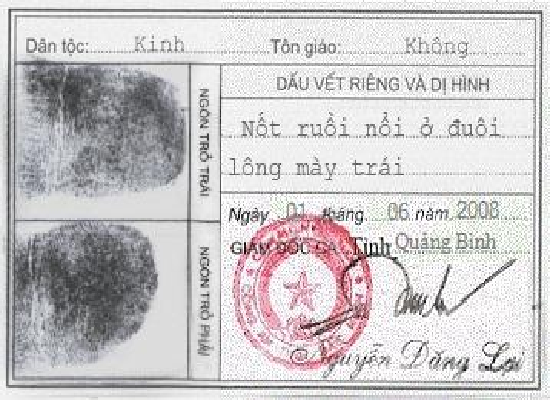 Dân tộc: Kinh Tôn giáo: Không
DẤU VẾT RIÊNG VÀ DỊ HÌNH
NGÓN TRỎ TRÁI
Nốt ruồi nổi ở đuôi
lông mày trái
Ngày 01 tháng 06 năm 2008
GIÁM ĐỐC CA Tỉnh Quảng Bình
NGÓN TRỎ PHẢI
Nguyễn Đăng Lợi